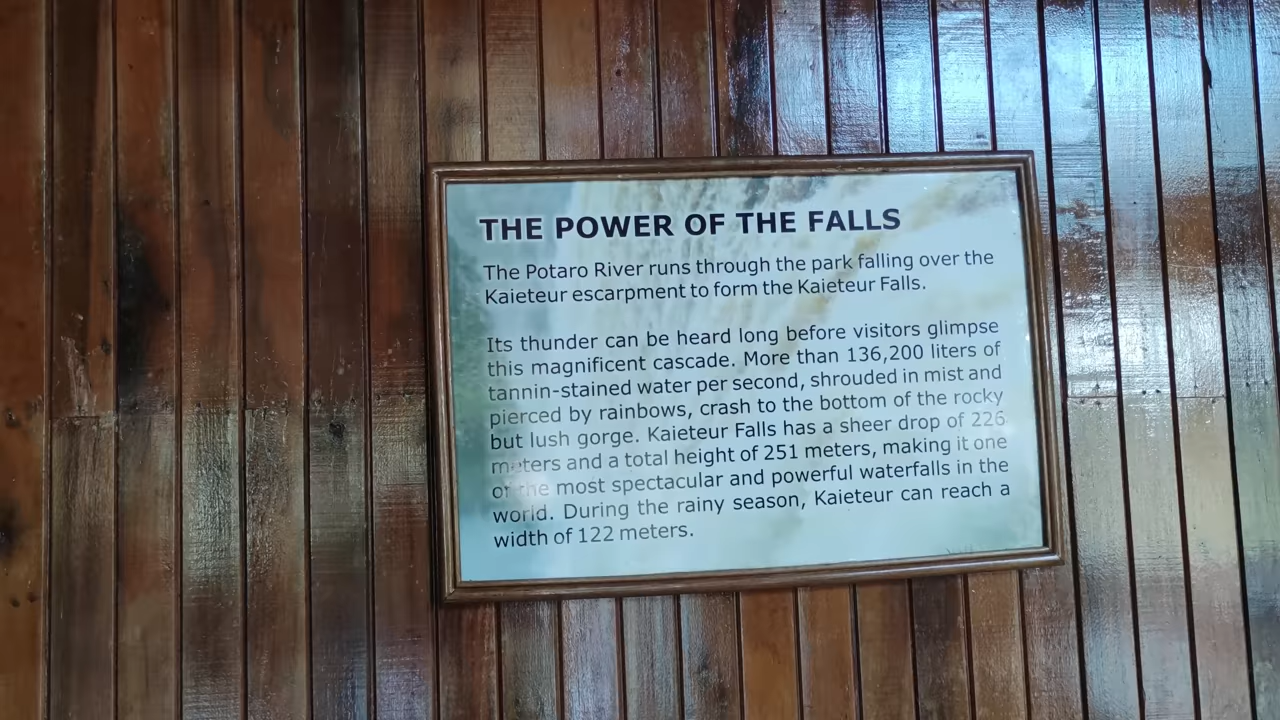 THE POWER OF THE FALLS
The Potaro River runs through the park falling over the
Kaieteur escarpment to form the Kaieteur Falls.
Its thunder can be heard long before visitors glimpse
this magnificent cascade. More than 136,200 liters of
tannin-stained water per second, shrouded in mist and
pierced by rainbows, crash to the bottom of the rocky
but lush gorge. Kaieteur Falls has a sheer drop of 226
meters and a total height of 251 meters, making it one
of the most spectacular and powerful waterfalls in the
world. During the rainy season, Kaieteur can reach a
width of 122 meters.